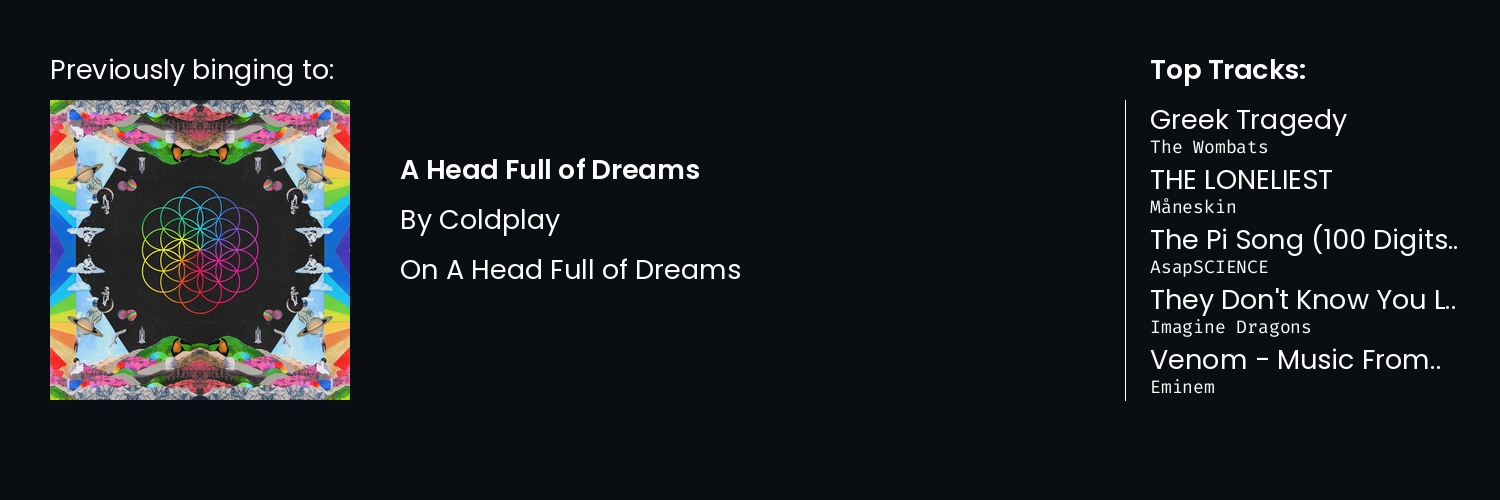 Previously binging to:
A Head Full of Dreams
By Coldplay
On A Head Full of Dreams
Top Tracks:
Greek Tragedy
The Wombats
THE LONELIEST
Måneskin
The Pi Song (100 Digits..
AsapSCIENCE
They Don't Know You L..
Imagine Dragons
Venom - Music From..
Eminem